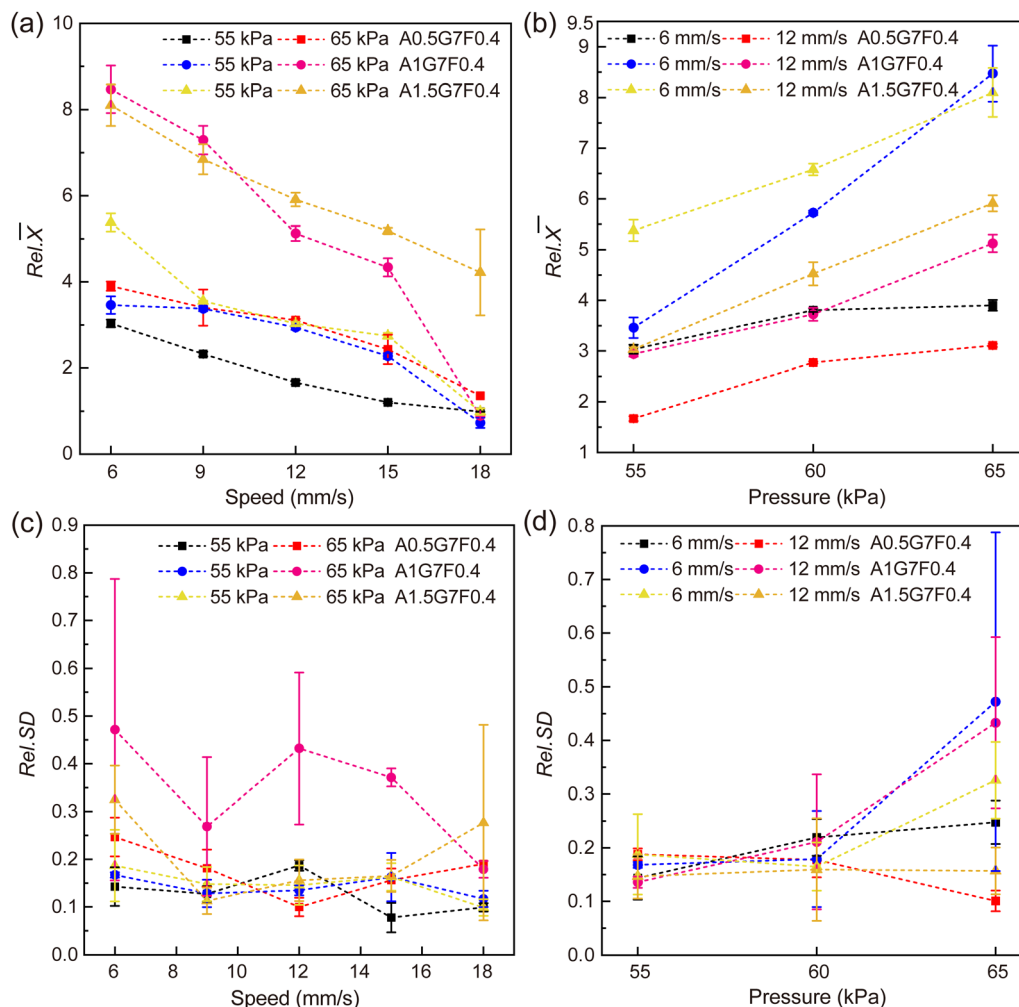 (a)
10
8
6
4
2
0
Rel.X̅
55 kPa 65 kPa A0.5G7F0.4
55 kPa 65 kPa A1G7F0.4
55 kPa 65 kPa A1.5G7F0.4
6 9 12 15 18
Speed (mm/s)
(b)
9.5
9
8
7
6
5
4
3
2
1
Rel.X̅
6 mm/s 12 mm/s A0.5G7F0.4
6 mm/s 12 mm/s A1G7F0.4
6 mm/s 12 mm/s A1.5G7F0.4
55 60 65
Pressure (kPa)
(c)
0.9
0.8
0.7
0.6
0.5
0.4
0.3
0.2
0.1
0.0
Rel.SD
55 kPa 65 kPa A0.5G7F0.4
55 kPa 65 kPa A1G7F0.4
55 kPa 65 kPa A1.5G7F0.4
6 8 10 12 14 16 18
Speed (mm/s)
(d)
0.8
0.7
0.6
0.5
0.4
0.3
0.2
0.1
0.0
Rel.SD
6 mm/s 12 mm/s A0.5G7F0.4
6 mm/s 12 mm/s A1G7F0.4
6 mm/s 12 mm/s A1.5G7F0.4
55 60 65
Pressure (kPa)